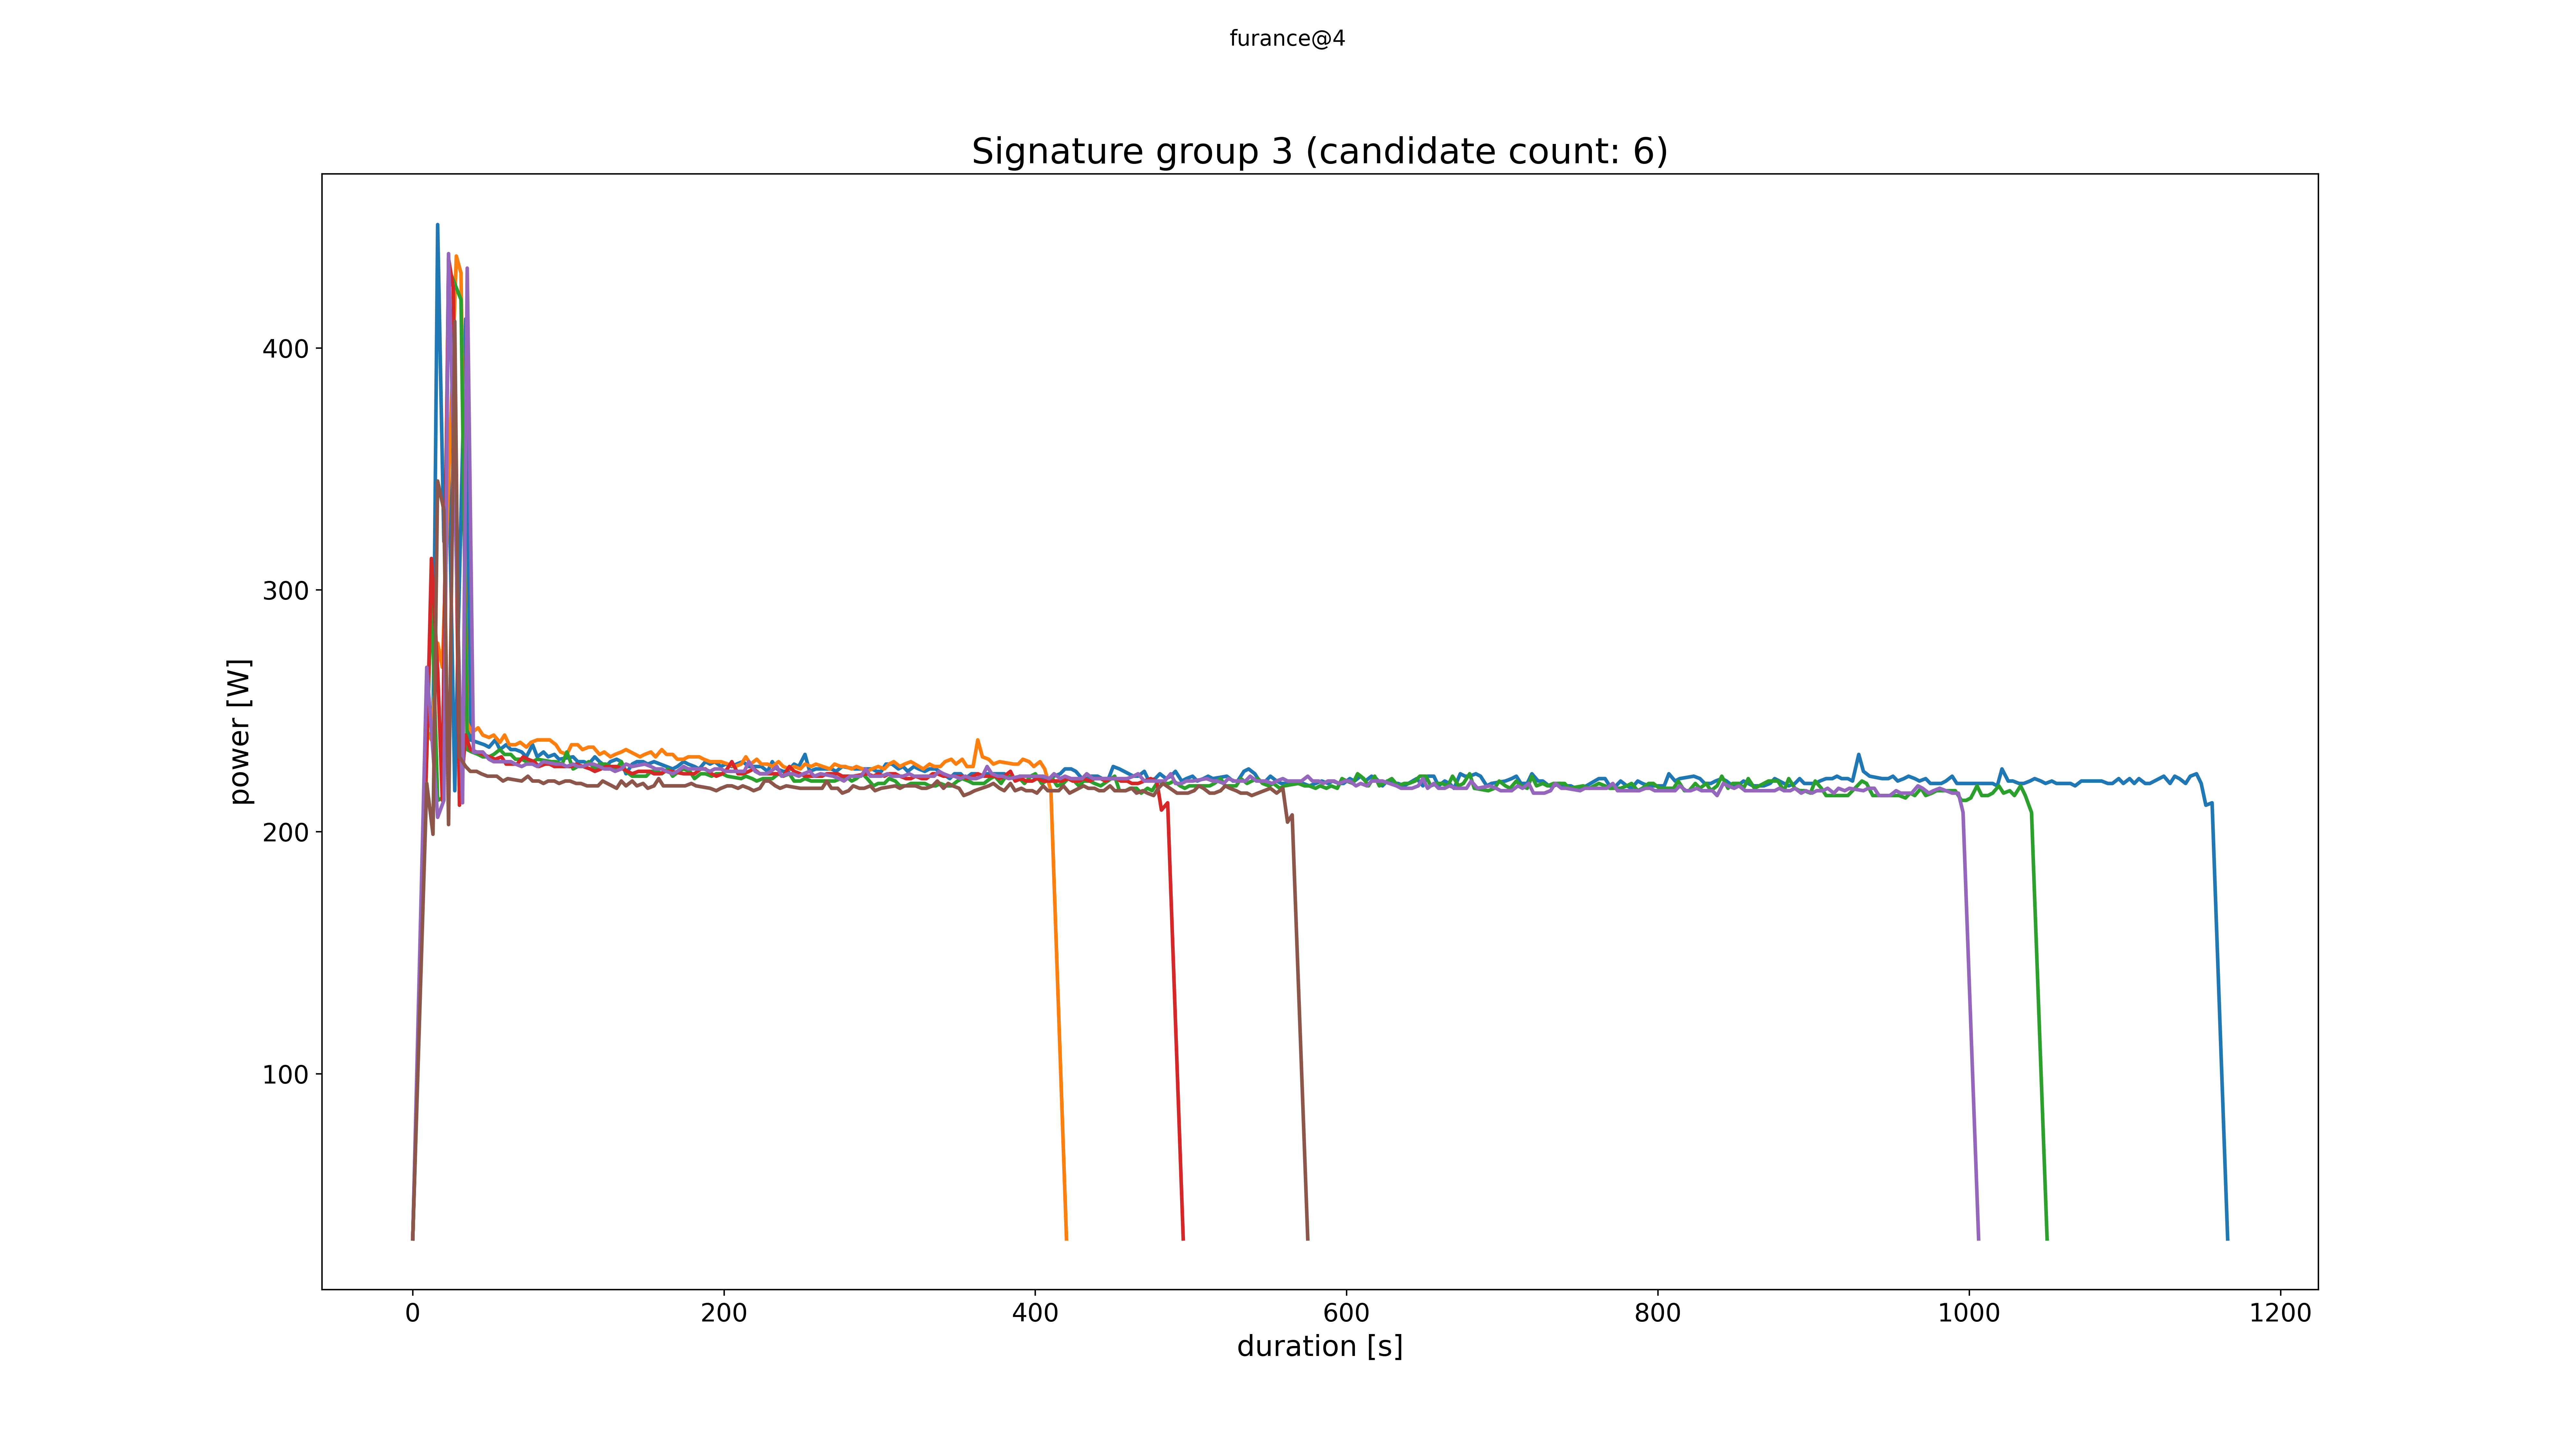 furance@4
Signature group 3 (candidate count: 6)
400
300
200
100
power [W]
0 200 400 600 800 1000 1200
duration [s]